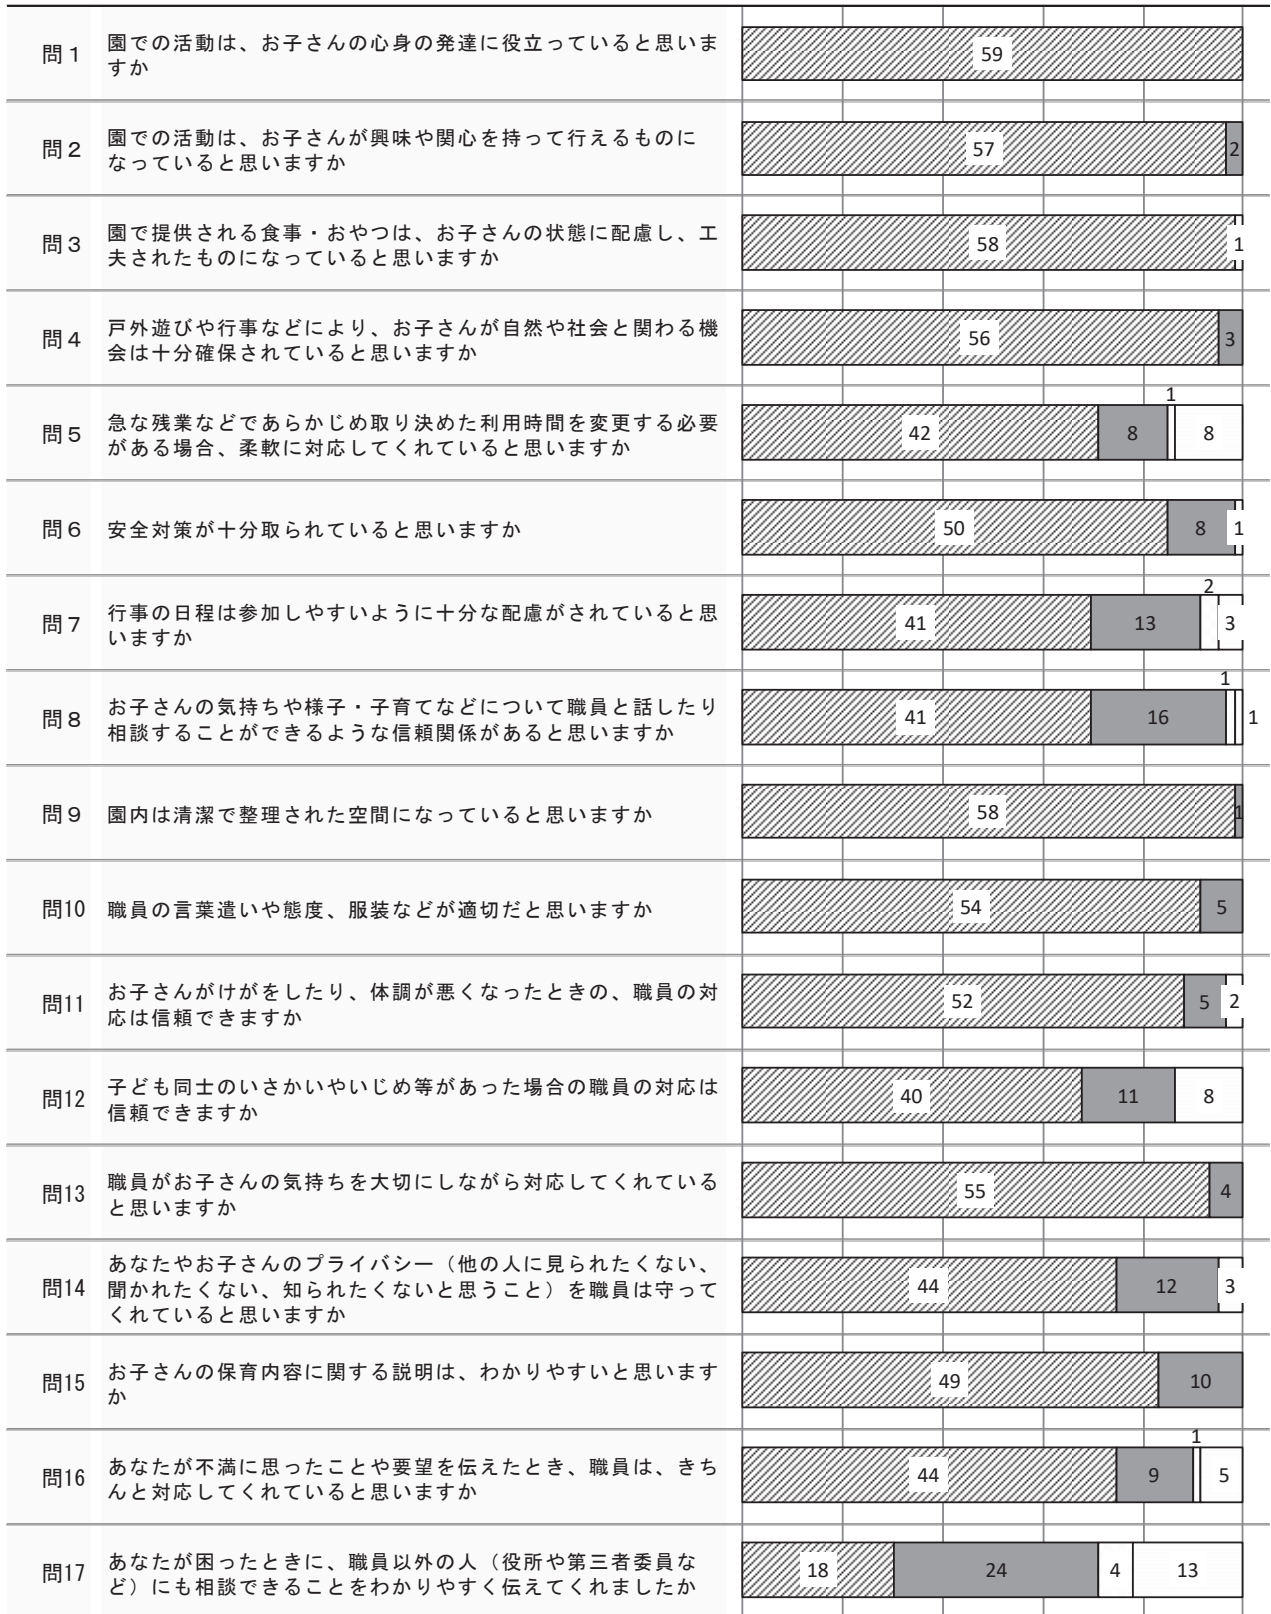 問1
園での活動は、お子さんの心身の発達に役立っていると思いま
すか
59
問2
園での活動は、お子さんが興味や関心を持って行えるものに
なっていると思いますか
57 2
問3
園で提供される食事・おやつは、お子さんの状態に配慮し、工
夫されたものになっていると思いますか
58 1
問4
戸外遊びや行事などにより、お子さんが自然や社会と関わる機
会は十分確保されていると思いますか
56 3
問5
急な残業などであらかじめ取り決めた利用時間を変更する必要
がある場合、柔軟に対応してくれていると思いますか
42 8 1 8
問6
安全対策が十分取られていると思いますか
50 8 1
問7
行事の日程は参加しやすいように十分な配慮がされていると思
いますか
41 13 2 3
問8
お子さんの気持ちや様子・子育てなどについて職員と話したり
相談することができるような信頼関係があると思いますか
41 16 1 1
問9
園内は清潔で整理された空間になっていると思いますか
58 1
問10
職員の言葉遣いや態度、服装などが適切だと思いますか
54 5
問11
お子さんがけがをしたり、体調が悪くなったときの、職員の対
応は信頼できますか
52 5 2
問12
子ども同士のいさかいやいじめ等があった場合の職員の対応は
信頼できますか
40 11 8
問13
職員がお子さんの気持ちを大切にしながら対応してくれている
と思いますか
55 4
問14
あなたやお子さんのプライバシー（他の人に見られたくない、
聞かれたくない、知られたくないと思うこと）を職員は守って
くれていると思いますか
44 12 3
問15
お子さんの保育内容に関する説明は、わかりやすいと思います
か
49 10
問16
あなたが不満に思ったことや要望を伝えたとき、職員は、きち
んと対応してくれていると思いますか
44 9 1 5
問17
あなたが困ったときに、職員以外の人（役所や第三者委員な
ど）にも相談できることをわかりやすく伝えてくれましたか
18 24 4 13